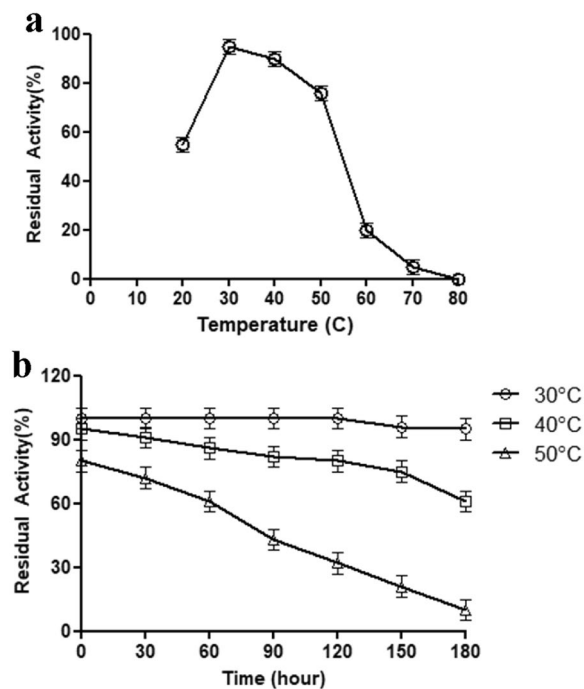 a
100
80
60
40
20
0
Residual Activity(%)
0 10 20 30 40 50 60 70 80
Temperature (C)
b
120
90
60
30
0
Residual Activity(%)
0 30 60 90 120 150 180
Time (hour)
30°C
40°C
50°C